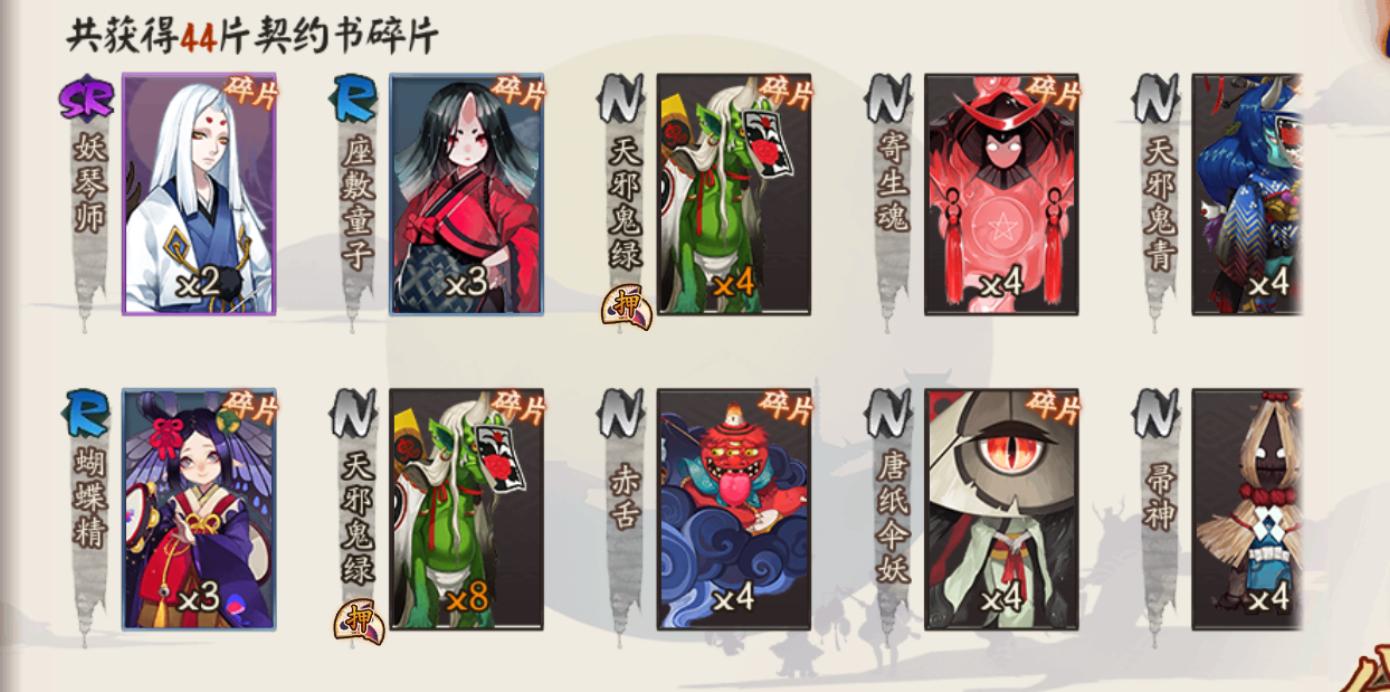 共获得44片契约书碎片
SR
妖琴师
碎片
x2
R
座敷童子
碎片
x3
N
天邪鬼绿
押
碎片
x4
N
寄生魂
碎片
x4
N
天邪鬼青
x4
R
蝴蝶精
碎片
x3
N
天邪鬼绿
押
碎片
x8
N
赤舌
碎片
x4
N
唐纸伞妖
碎片
x4
N
帚神
x4